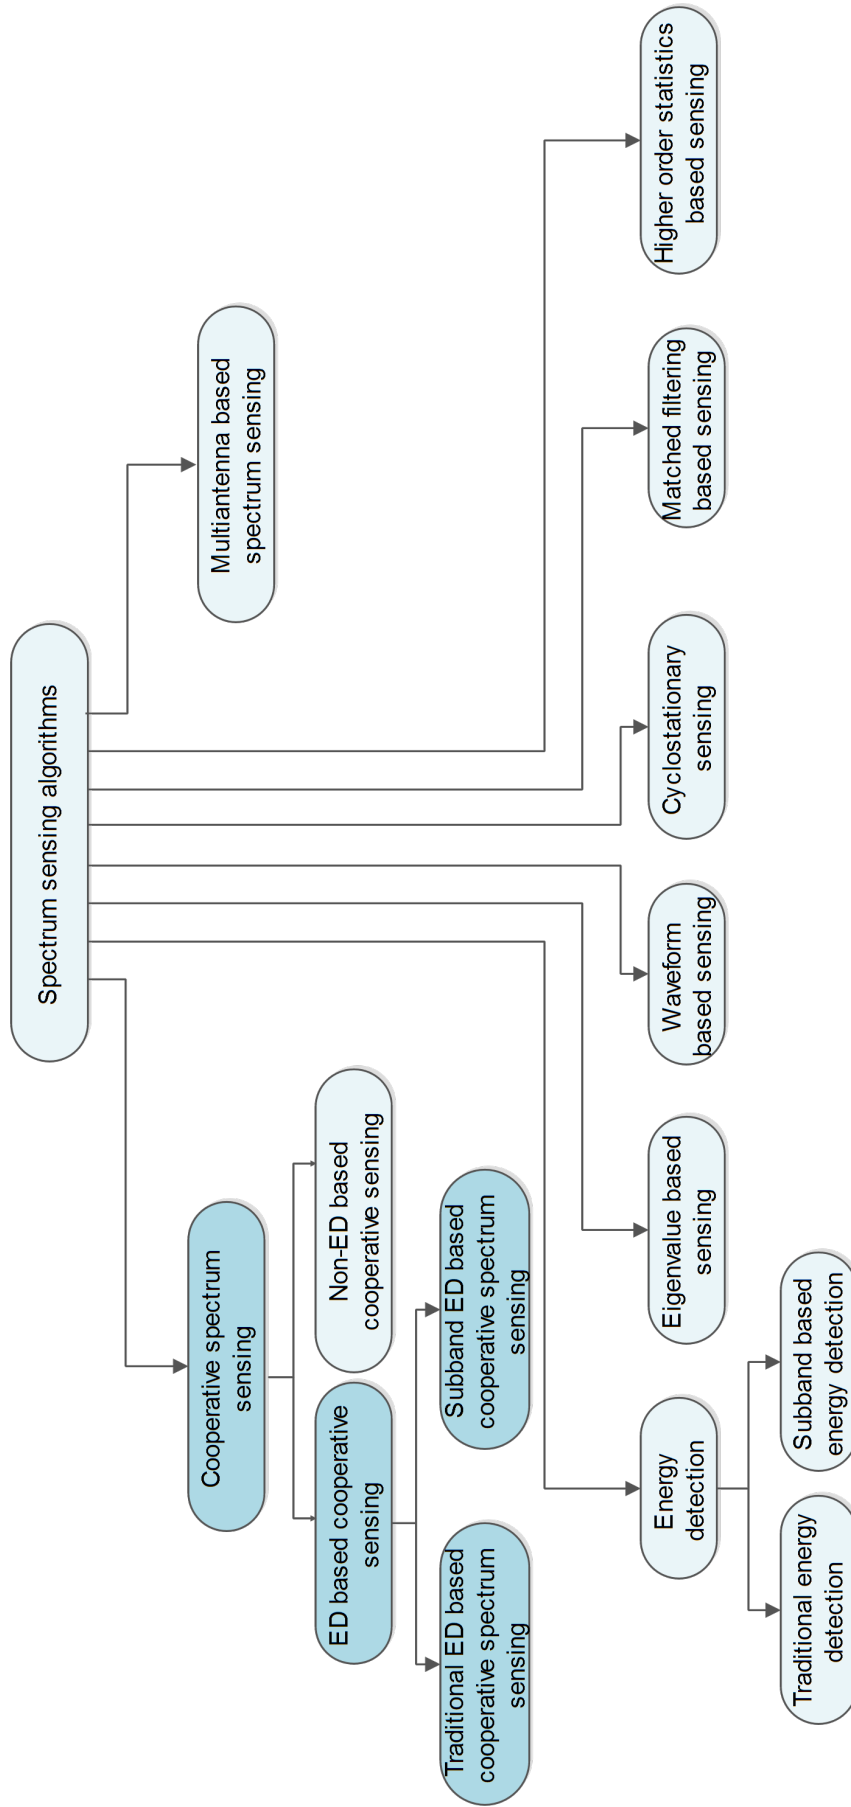 Spectrum sensing algorithms
Cooperative spectrum
sensing
Multiantenna based
spectrum sensing
ED based cooperative
sensing
Non-ED based
cooperative sensing
Traditional ED based
cooperative spectrum
sensing
Subband ED based
cooperative spectrum
sensing
Energy
detection
Eigenvalue based
sensing
Waveform
based sensing
Cyclostationary
sensing
Matched filtering
based sensing
Higher order statistics
based sensing
Traditional energy
detection
Subband based
energy detection